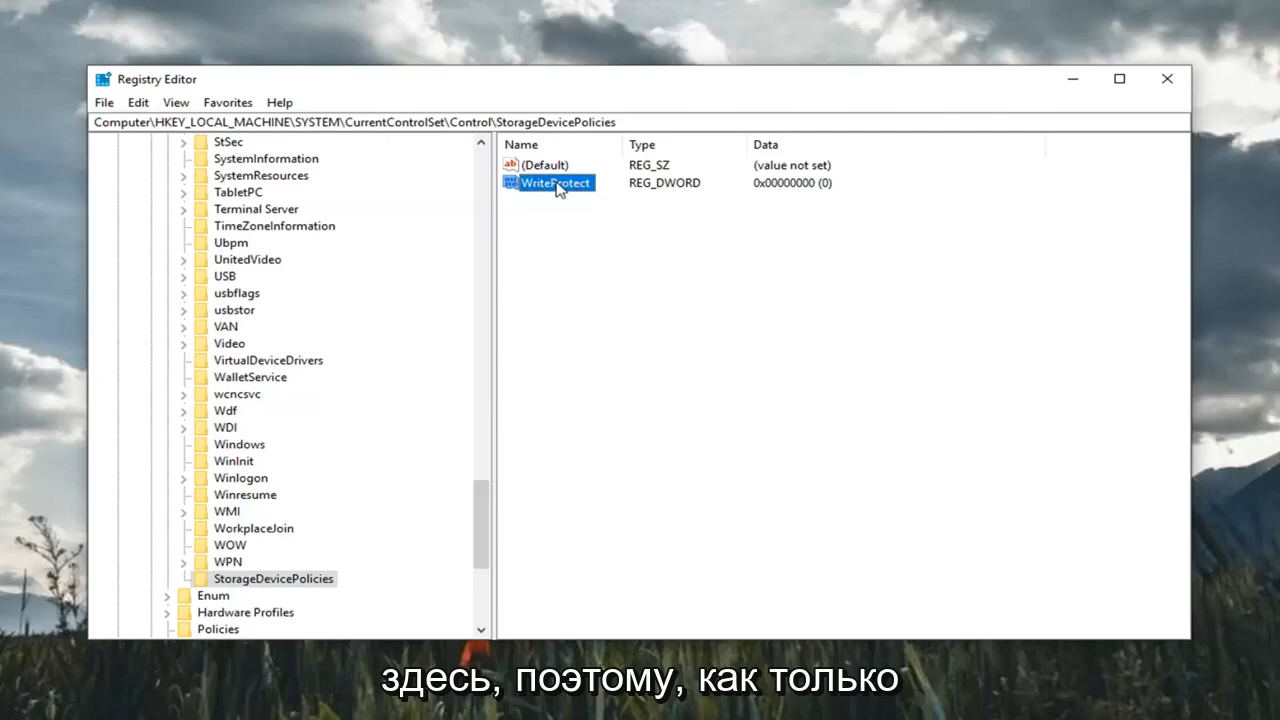 Registry Editor
File Edit View Favorites Help
Computer\HKEY_LOCAL_MACHINE\SYSTEM\CurrentControlSet\Control\StorageDevicePolicies
StSec
SystemInformation
SystemResources
TabletPC
Terminal Server
TimeZoneInformation
Ubpm
UnitedVideo
USB
usbflags
usbstor
VAN
Video
VirtualDeviceDrivers
WalletService
wcncsvc
Wdf
WDI
Windows
WinInit
Winlogon
Winresume
WMI
WorkplaceJoin
WOW
WPN
StorageDevicePolicies
Enum
Hardware Profiles
Policies
Name Type Data
ab (Default) REG_SZ (value not set)
WriteProtect REG_DWORD 0x00000000 (0)
здесь, поэтому, как только